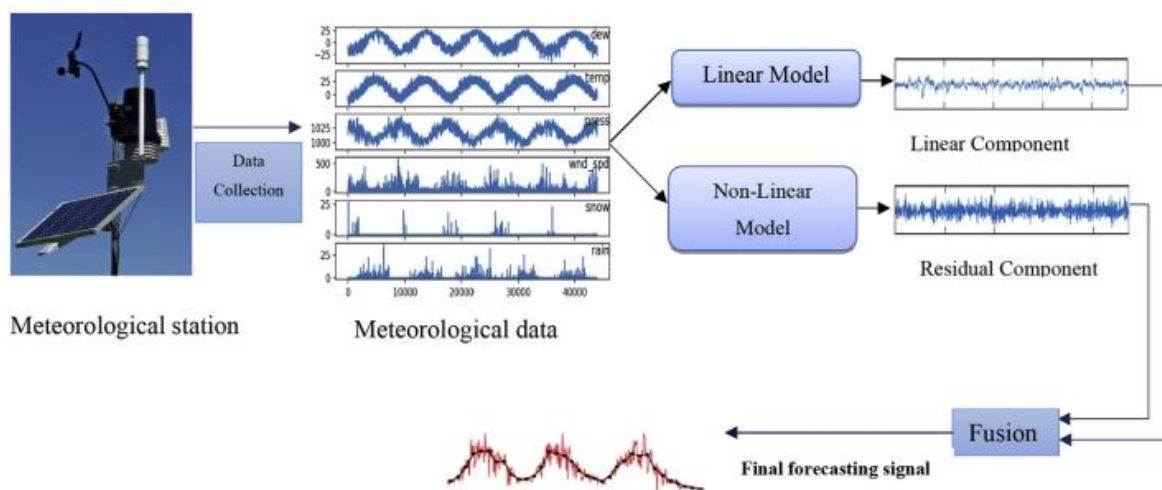 25
0
−25
dew
25
0
temp
1025
1000
press
500
0
wnd_spd
25
0
snow
25
0
rain
0 10000 20000 30000 40000
Data
Collection
Meteorological station
Meteorological data
Linear Model
Linear Component
Non-Linear
Model
Residual Component
Fusion
Final forecasting signal